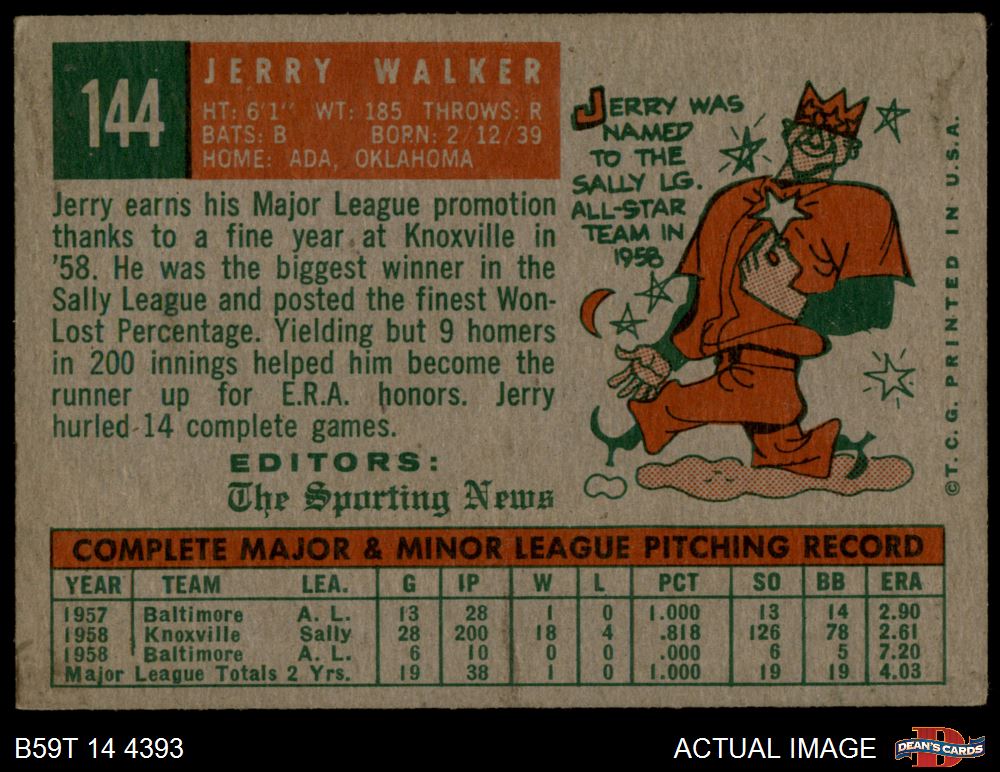 144
JERRY WALKER
HT: 6'1" WT: 185 THROWS: R
BATS: B BORN: 2/12/39
HOME: ADA, OKLAHOMA
Jerry earns his Major League promotion
thanks to a fine year at Knoxville in
'58. He was the biggest winner in the
Sally League and posted the finest Won-
Lost Percentage. Yielding but 9 homers
in 200 innings helped him become the
runner up for E.R.A. honors. Jerry
hurled 14 complete games.
EDITORS:
The Sporting News
JERRY WAS
NAMED
TO THE
SALLY LG.
ALL-STAR
TEAM IN
1958
©T. C. G. PRINTED IN U.S.A.
COMPLETE MAJOR & MINOR LEAGUE PITCHING RECORD
YEAR TEAM LEA. G IP W L PCT SO BB ERA
1957 Baltimore A. L. 13 28 1 0 1.000 13 14 2.90
1958 Knoxville Sally 28 200 18 4 .818 126 78 2.61
1958 Baltimore A. L. 6 10 0 0 .000 6 5 7.20
Major League Totals 2 Yrs. 19 38 1 0 1.000 19 19 4.03
B59T 14 4393
ACTUAL IMAGE
DEAN'S CARDS